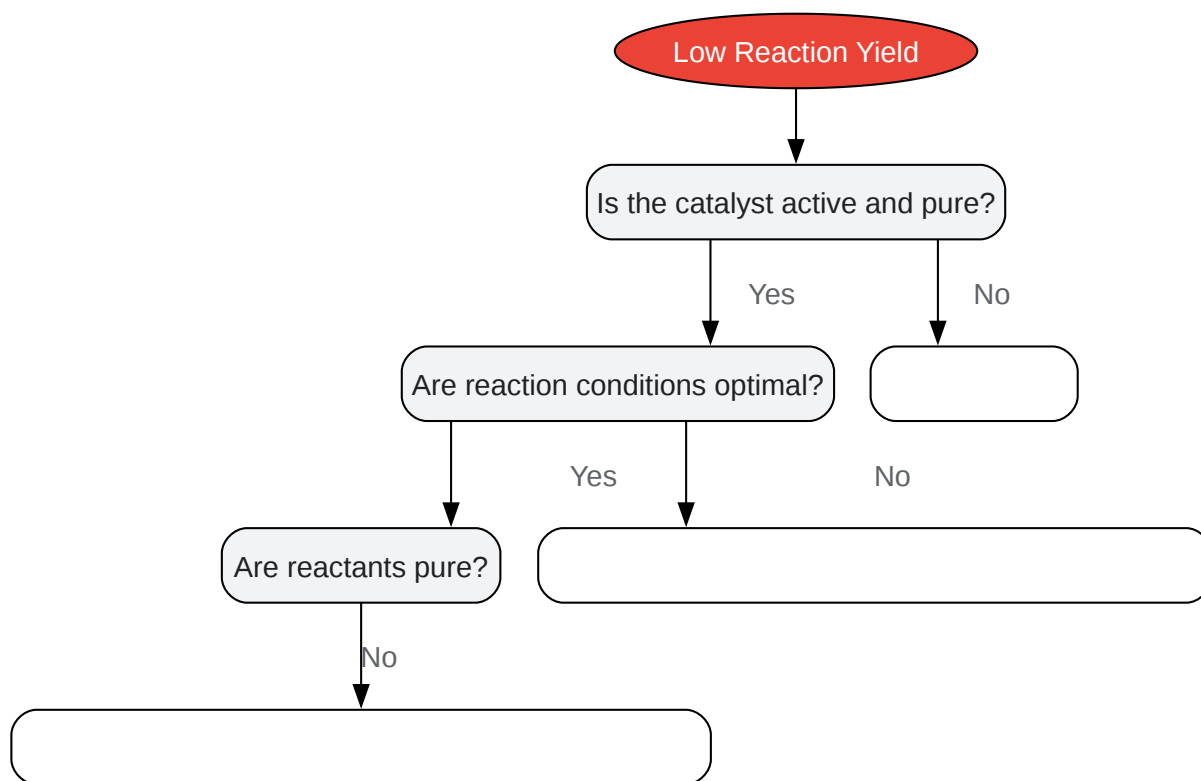 Low Reaction Yield
Is the catalyst active and pure?
Yes
No
Are reaction conditions optimal?
Yes
No
Are reactants pure?
No